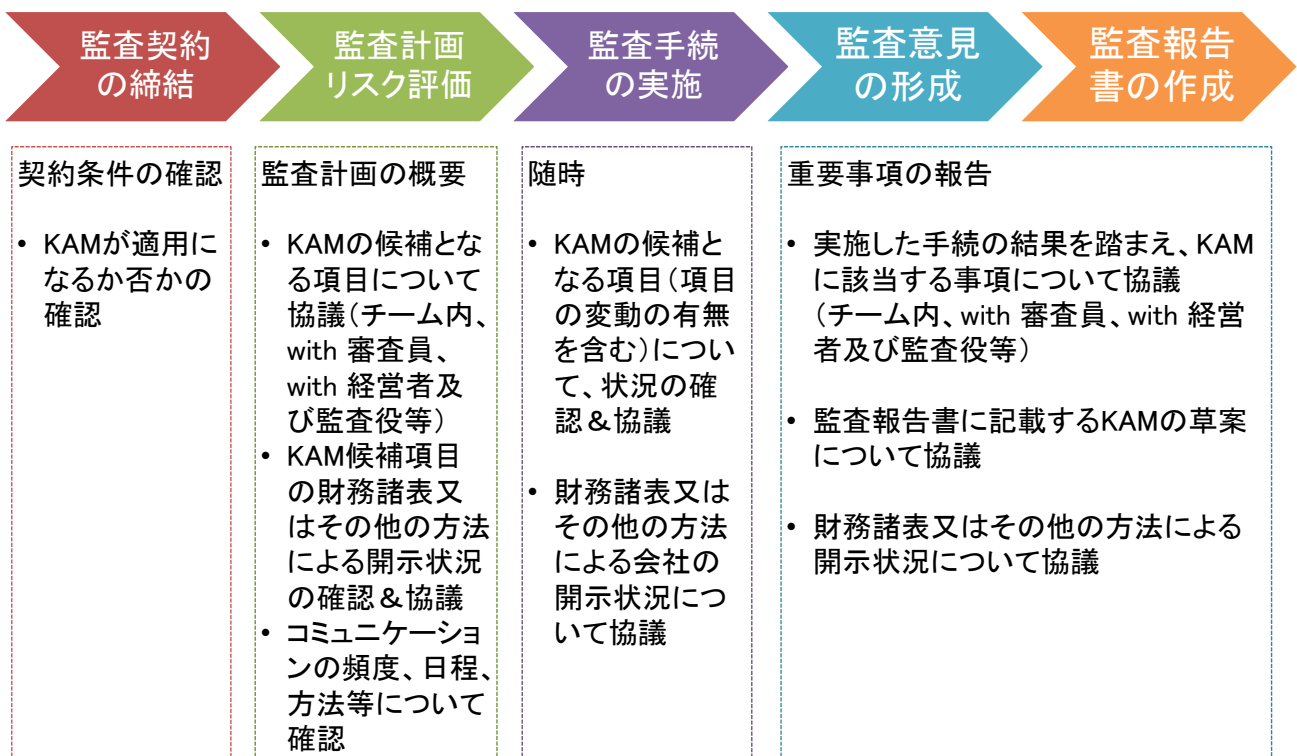 監査契約
の締結
監査計画
リスク評価
監査手続
の実施
監査意見
の形成
監査報告
書の作成
契約条件の確認
• KAMが適用に
なるか否かの
確認
監査計画の概要
• KAMの候補とな
る項目について
協議（チーム内、
with 審査員、
with 経営者及
び監査役等）
• KAM候補項目
の財務諸表又
はその他の方法
による開示状況
の確認＆協議
• コミュニケーショ
ンの頻度、日程、
方法等について
確認
随時
• KAMの候補と
なる項目（項目
の変動の有無
を含む）につい
て、状況の確
認＆協議
• 財務諸表又は
その他の方法
による会社の
開示状況につ
いて協議
重要事項の報告
• 実施した手続の結果を踏まえ、KAM
に該当する事項について協議
（チーム内、with 審査員、with 経営
者及び監査役等）
• 監査報告書に記載するKAMの草案
について協議
• 財務諸表又はその他の方法による
開示状況について協議